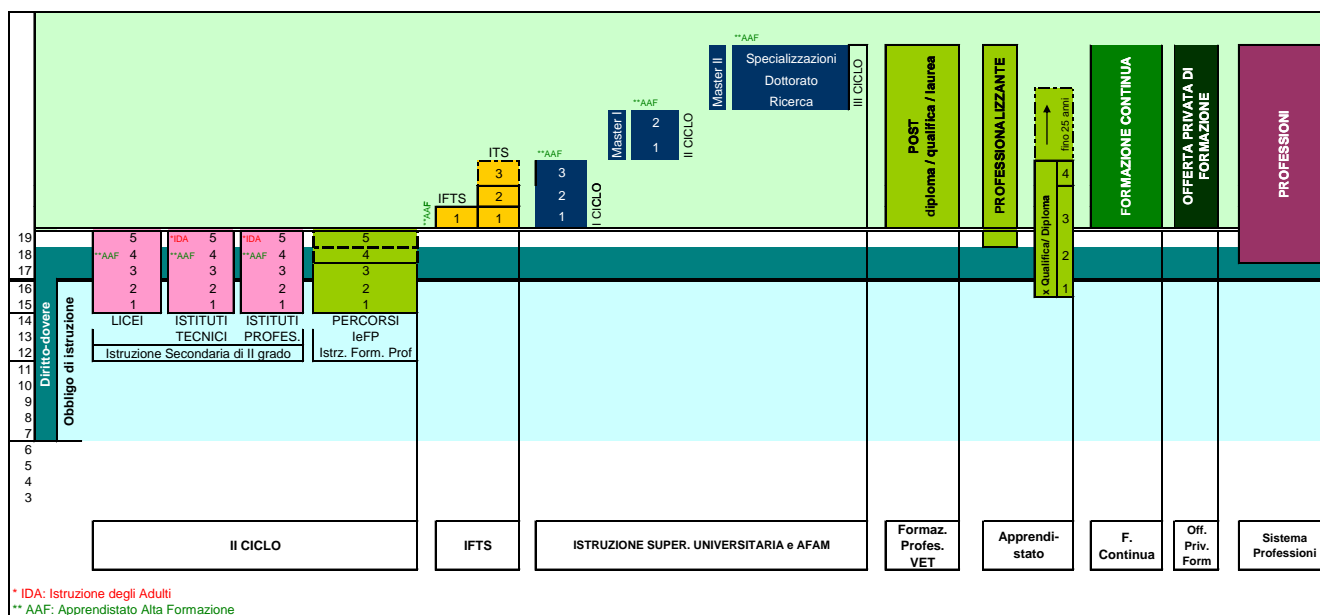 **AAF
Specializzazioni
Dottorato
Ricerca
Master II
III CICLO
**AAF
2
1
Master I
II CICLO
**AAF
3
2
1
I CICLO
ITS
3
2
1
IFTS
1
**AAF
POST
diploma / qualifica / laurea
PROFESSIONALIZZANTE
fino 25 anni
x Qualifica/ Diploma
4
3
2
1
FORMAZIONE CONTINUA
OFFERTA PRIVATA DI
FORMAZIONE
PROFESSIONI
19
18
17
16
15
14
13
12
11
10
9
8
7
6
5
4
3
Diritto-dovere
Obbligo di istruzione
5
**AAF 4
3
2
1
LICEI
*IDA 5
**AAF 4
3
2
1
ISTITUTI
TECNICI
*IDA 5
**AAF 4
3
2
1
ISTITUTI
PROFES.
Istruzione Secondaria di II grado
5
4
3
2
1
PERCORSI
IeFP
Istrz. Form. Prof
II CICLO
IFTS
ISTRUZIONE SUPER. UNIVERSITARIA e AFAM
Formaz.
Profes.
VET
Apprendi-
stato
F.
Continua
Off.
Priv.
Form
Sistema
Professioni
* IDA: Istruzione degli Adulti
** AAF: Apprendistato Alta Formazione